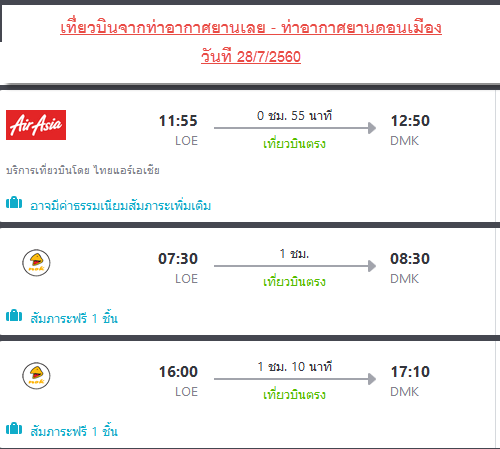 เที่ยวบินจากท่าอากาศยานเลย - ท่าอากาศยานดอนเมือง
วันที่ 28/7/2560
AirAsia
11:55
0 ชม. 55 นาที
12:50
LOE
เที่ยวบินตรง
DMK
บริการเที่ยวบินโดย ไทยแอร์เอเชีย
อาจมีค่าธรรมเนียมสัมภาระเพิ่มเติม
07:30
1 ชม.
08:30
LOE
เที่ยวบินตรง
DMK
สัมภาระฟรี 1 ชิ้น
16:00
1 ชม. 10 นาที
17:10
LOE
เที่ยวบินตรง
DMK
สัมภาระฟรี 1 ชิ้น